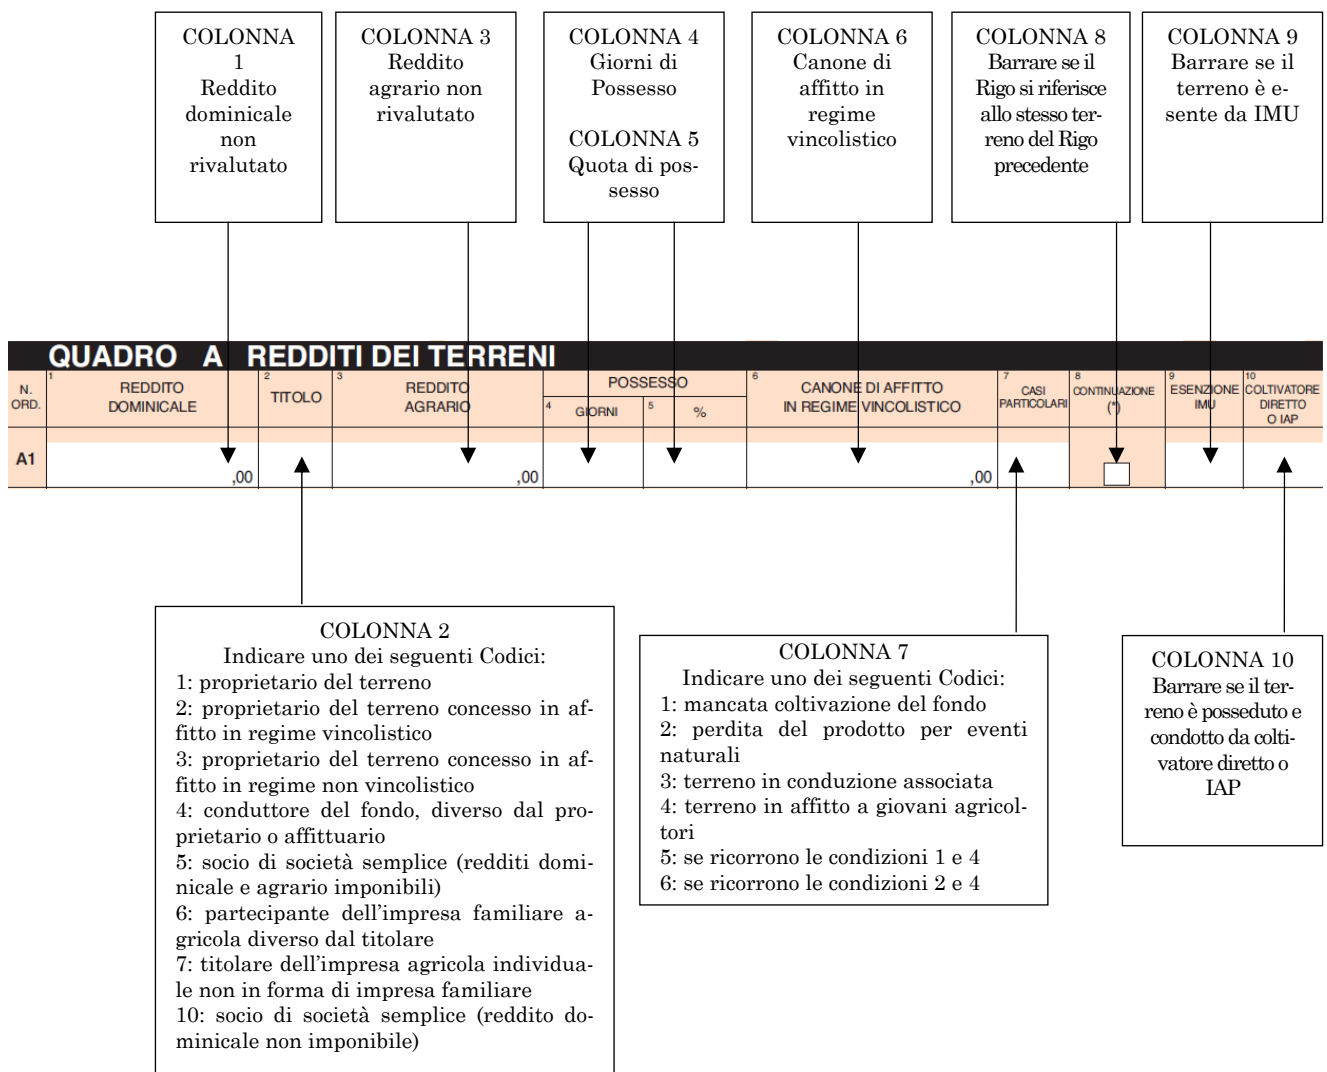 COLONNA
1
Reddito
dominicale
non
rivalutato
COLONNA 3
Reddito
agrario non
rivalutato
COLONNA 4
Giorni di
Possesso
COLONNA 5
Quota di pos-
sesso
COLONNA 6
Canone di
affitto in
regime
vincolistico
COLONNA 8
Barrare se il
Rigo si riferisce
allo stesso ter-
reno del Rigo
precedente
COLONNA 9
Barrare se il
terreno è e-
sente da IMU
QUADRO A REDDITI DEI TERRENI
N.
ORD.
1
REDDITO
DOMINICALE
2
TITOLO
3
REDDITO
AGRARIO
POSSESSO
4
GIORNI
5
%
6
CANONE DI AFFITTO
IN REGIME VINCOLISTICO
7
CASI
PARTICOLARI
8
CONTINUAZIONE
(*)
9
ESENZIONE
IMU
10
COLTIVATORE
DIRETTO
O IAP
A1
,00
,00
,00
COLONNA 2
Indicare uno dei seguenti Codici:
1: proprietario del terreno
2: proprietario del terreno concesso in af-
fitto in regime vincolistico
3: proprietario del terreno concesso in af-
fitto in regime non vincolistico
4: conduttore del fondo, diverso dal pro-
prietario o affittuario
5: socio di società semplice (redditi domi-
nicale e agrario imponibili)
6: partecipante dell'impresa familiare a-
gricola diverso dal titolare
7: titolare dell'impresa agricola individua-
le non in forma di impresa familiare
10: socio di società semplice (reddito do-
minicale non imponibile)
COLONNA 7
Indicare uno dei seguenti Codici:
1: mancata coltivazione del fondo
2: perdita del prodotto per eventi
naturali
3: terreno in conduzione associata
4: terreno in affitto a giovani agricol-
tori
5: se ricorrono le condizioni 1 e 4
6: se ricorrono le condizioni 2 e 4
COLONNA 10
Barrare se il ter-
reno è posseduto e
condotto da colti-
vatore diretto o
IAP